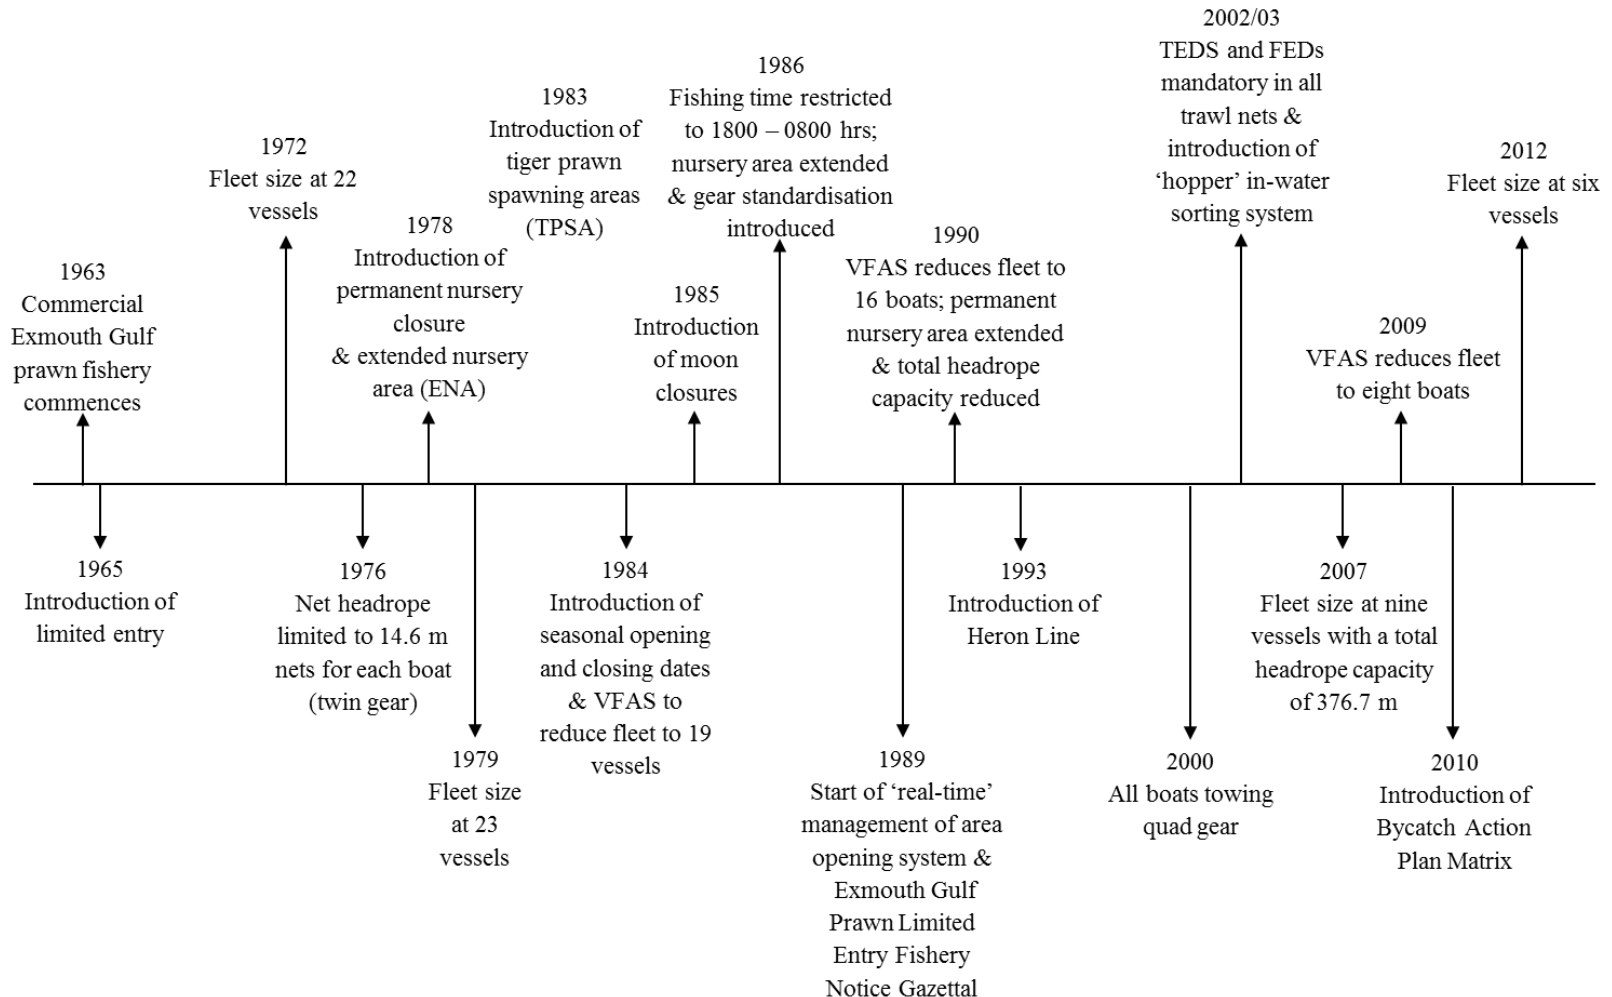 1963
Commercial
Exmouth Gulf
prawn fishery
commences
1965
Introduction of
limited entry
1972
Fleet size at 22
vessels
1976
Net headrope
limited to 14.6 m
nets for each boat
(twin gear)
1978
Introduction of
permanent nursery
closure
& extended nursery
area (ENA)
1979
Fleet size
at 23
vessels
1983
Introduction of
tiger prawn
spawning areas
(TPSA)
1984
Introduction of
seasonal opening
and closing dates
& VFAS to
reduce fleet to 19
vessels
1985
Introduction
of moon
closures
1986
Fishing time restricted
to 1800 – 0800 hrs;
nursery area extended
& gear standardisation
introduced
1989
Start of ‘real-time’
management of area
opening system &
Exmouth Gulf
Prawn Limited
Entry Fishery
Notice Gazettal
1990
VFAS reduces fleet to
16 boats; permanent
nursery area extended
& total headrope
capacity reduced
1993
Introduction of
Heron Line
2000
All boats towing
quad gear
2002/03
TEDS and FEDs
mandatory in all
trawl nets &
introduction of
‘hopper’ in-water
sorting system
2007
Fleet size at nine
vessels with a total
headrope capacity
of 376.7 m
2009
VFAS reduces fleet
to eight boats
2010
Introduction of
Bycatch Action
Plan Matrix
2012
Fleet size at six
vessels